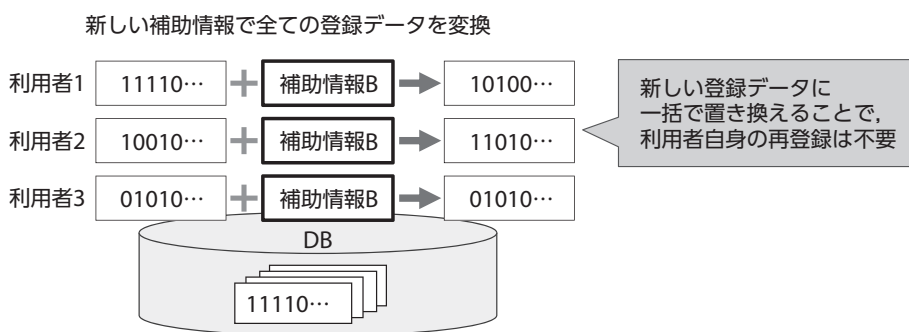 新しい補助情報で全ての登録データを変換
利用者1 11110… + 補助情報B 10100…
利用者2 10010… + 補助情報B 11010…
利用者3 01010… + 補助情報B 01010…
新しい登録データに
一括で置き換えることで,
利用者自身の再登録は不要
DB
11110…